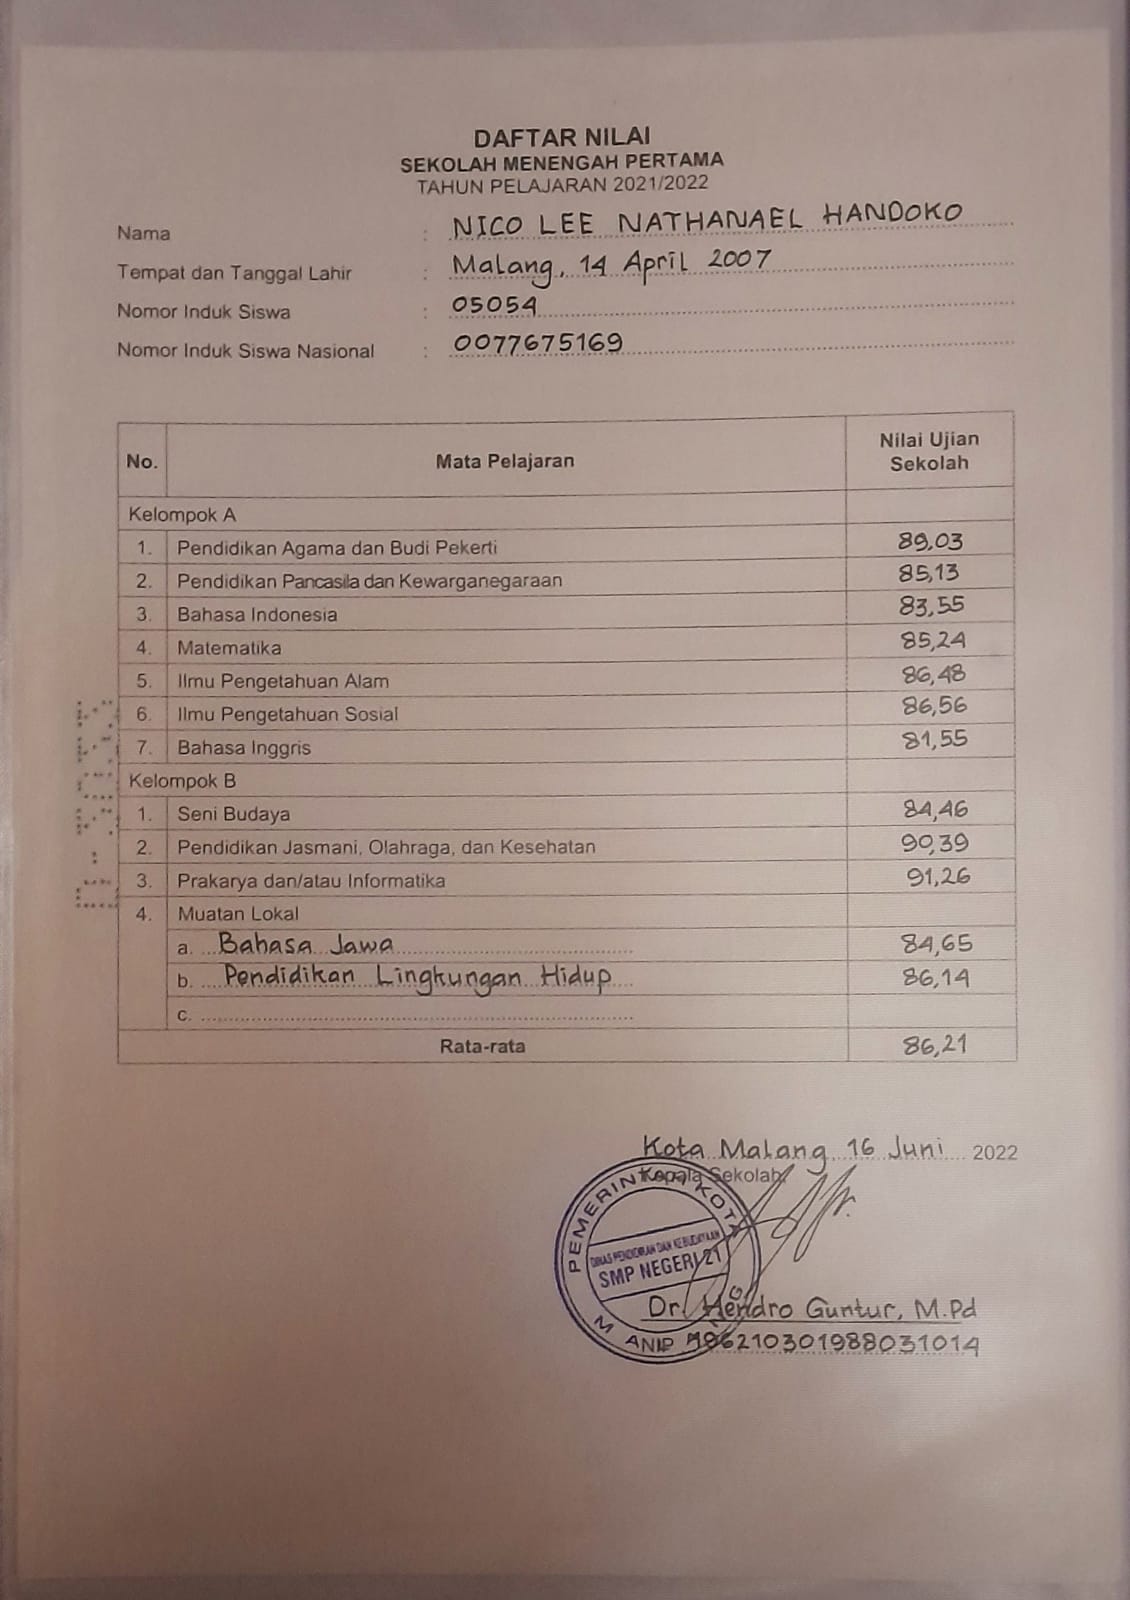 DAFTAR NILAI
SEKOLAH MENENGAH PERTAMA
TAHUN PELAJARAN 2021/2022
Nama : NICO LEE NATHANAEL HANDOKO
Tempat dan Tanggal Lahir : Malang, 14 April 2007
Nomor Induk Siswa : 05054
Nomor Induk Siswa Nasional : 0077675169
No. Mata Pelajaran Nilai Ujian Sekolah
Kelompok A
1. Pendidikan Agama dan Budi Pekerti 89,03
2. Pendidikan Pancasila dan Kewarganegaraan 85,13
3. Bahasa Indonesia 83,55
4. Matematika 85,24
5. Ilmu Pengetahuan Alam 86,48
6. Ilmu Pengetahuan Sosial 86,56
7. Bahasa Inggris 81,55
Kelompok B
1. Seni Budaya 84,46
2. Pendidikan Jasmani, Olahraga, dan Kesehatan 90,39
3. Prakarya dan/atau Informatika 91,26
4. Muatan Lokal
a. Bahasa Jawa 84,65
b. Pendidikan Lingkungan Hidup 86,14
c.
Rata-rata 86,21
Kota Malang, 16 Juni 2022
Kepala Sekolah,
PEMERINTAH KOTA
DINAS PENDIDIKAN DAN KEBUDAYAAN
SMP NEGERI 21
MALANG
Dr. Hendro Guntur, M.Pd
NIP 196210301988031014